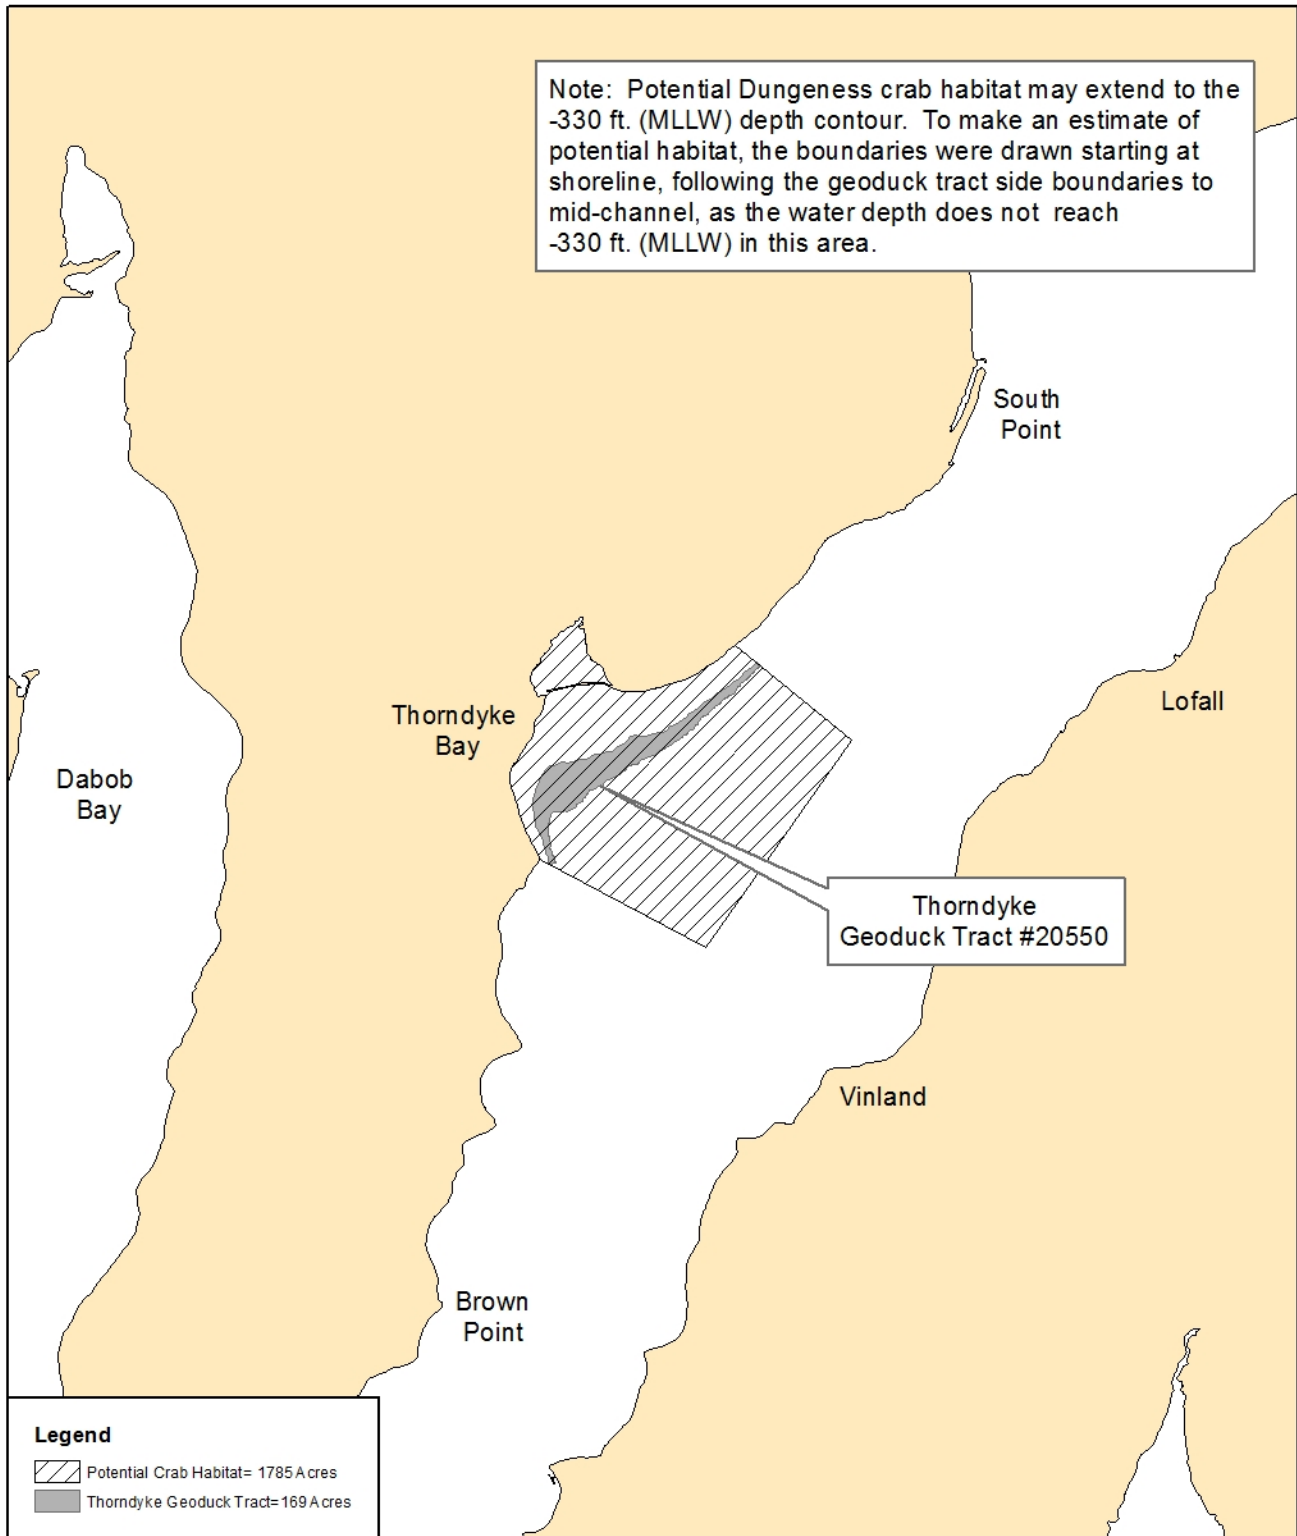 Note: Potential Dungeness crab habitat may extend to the
-330 ft. (MLLW) depth contour. To make an estimate of
potential habitat, the boundaries were drawn starting at
shoreline, following the geoduck tract side boundaries to
mid-channel, as the water depth does not reach
-330 ft. (MLLW) in this area.
South
Point
Thorndyke
Bay
Lofall
Dabob
Bay
Thorndyke
Geoduck Tract #20550
Vinland
Brown
Point
Legend
Potential Crab Habitat= 1785 Acres
Thorndyke Geoduck Tract=169 Acres